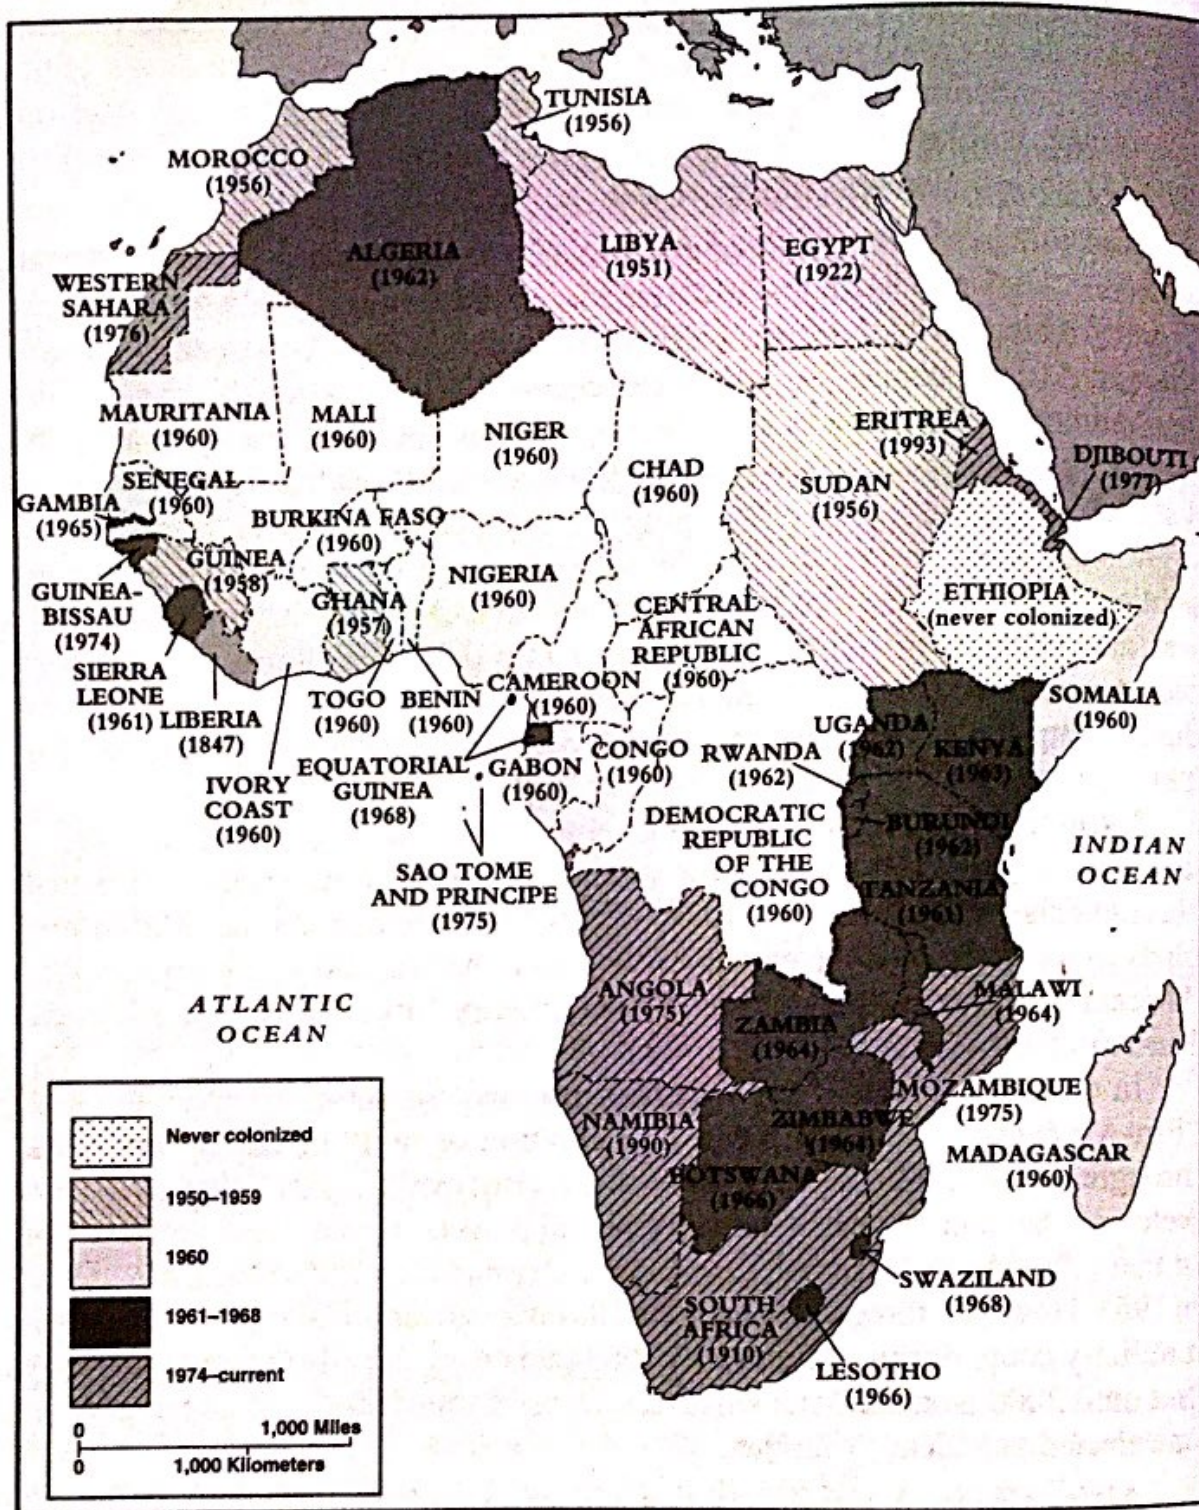 TUNISIA
(1956)
MOROCCO
(1956)
ALGERIA
(1962)
LIBYA
(1951)
EGYPT
(1922)
WESTERN
SAHARA
(1976)
MAURITANIA
(1960)
MALI
(1960)
NIGER
(1960)
CHAD
(1960)
SUDAN
(1956)
ERITREA
(1993)
DJIBOUTI
(1977)
SENEGAL
(1960)
GAMBIA
(1965)
BURKINA FASO
(1960)
GUINEA
(1958)
GUINEA-
BISSAU
(1974)
GHANA
(1957)
NIGERIA
(1960)
CENTRAL
AFRICAN
REPUBLIC
(1960)
ETHIOPIA
(never colonized)
SIERRA
LEONE
(1961)
LIBERIA
(1847)
IVORY
COAST
(1960)
TOGO
(1960)
BENIN
(1960)
CAMEROON
(1960)
EQUATORIAL
GUINEA
(1968)
GABON
(1960)
CONGO
(1960)
RWANDA
(1962)
UGANDA
(1962)
KENYA
(1963)
SOMALIA
(1960)
SAO TOME
AND PRINCIPE
(1975)
DEMOCRATIC
REPUBLIC
OF THE
CONGO
(1960)
BURUNDI
(1962)
TANZANIA
(1961)
INDIAN
OCEAN
ATLANTIC
OCEAN
ANGOLA
(1975)
ZAMBIA
(1964)
MALAWI
(1964)
MOZAMBIQUE
(1975)
NAMIBIA
(1990)
ZIMBABWE
(1964)
BOTSWANA
(1966)
MADAGASCAR
(1960)
SWAZILAND
(1968)
SOUTH
AFRICA
(1910)
LESOTHO
(1966)
Never colonized
1950–1959
1960
1961–1968
1974–current
0 1,000 Miles
0 1,000 Kilometers